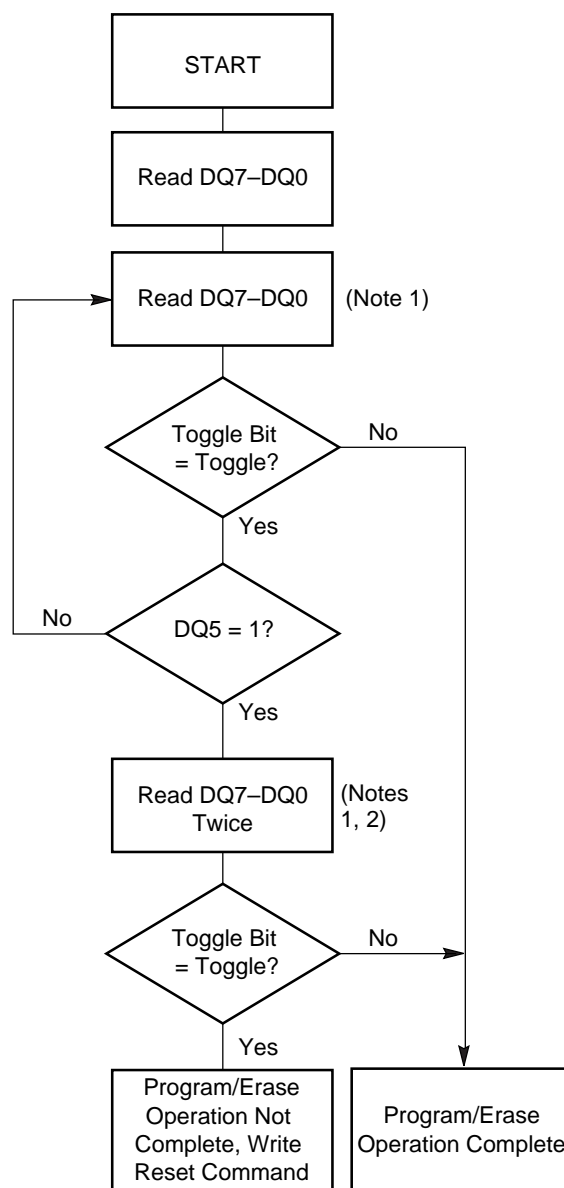 START
Read DQ7–DQ0
Read DQ7–DQ0
(Note 1)
Toggle Bit
= Toggle?
No
Yes
No
DQ5 = 1?
Yes
Read DQ7–DQ0
Twice
(Notes
1, 2)
Toggle Bit
= Toggle?
No
Yes
Program/Erase
Operation Not
Complete, Write
Reset Command
Program/Erase
Operation Complete